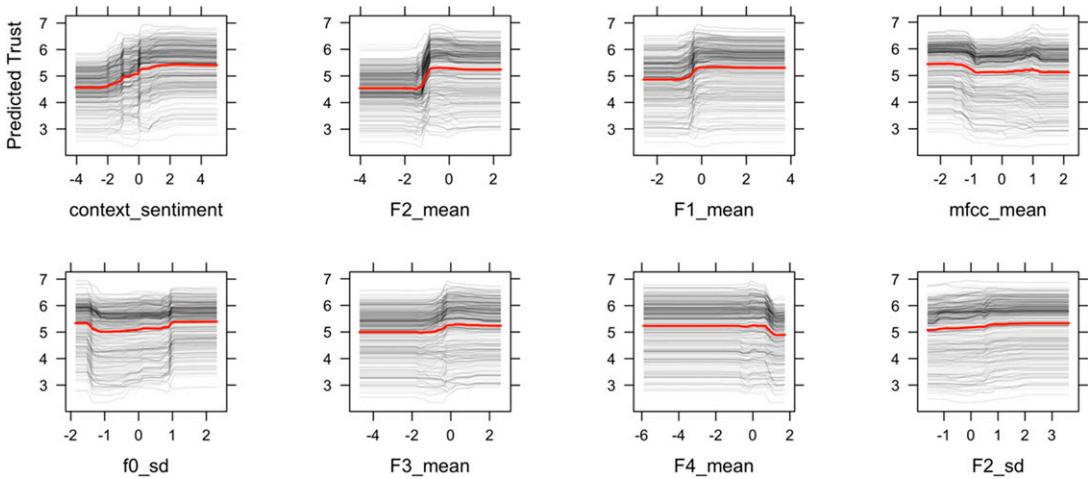 Predicted Trust
7 7 7 7
6 6 6 6
5 5 5 5
4 4 4 4
3 3 3 3
-4 -2 0 2 4 -4 -2 0 2 -2 0 2 4 -2 -1 0 1 2
context_sentiment F2_mean F1_mean mfcc_mean
7 7 7 7
6 6 6 6
5 5 5 5
4 4 4 4
3 3 3 3
-2 -1 0 1 2 -4 -2 0 2 -6 -4 -2 0 2 -1 0 1 2 3
f0_sd F3_mean F4_mean F2_sd